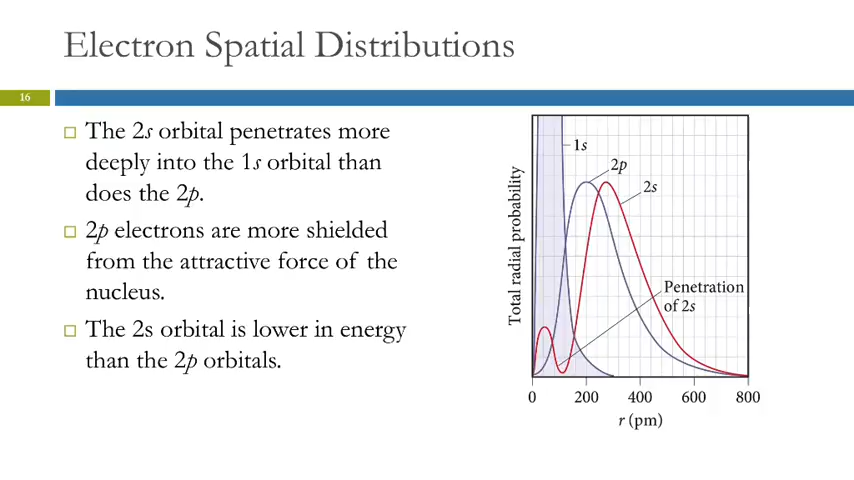 Electron Spatial Distributions
16
The 2s orbital penetrates more
deeply into the 1s orbital than
does the 2p.
2p electrons are more shielded
from the attractive force of the
nucleus.
The 2s orbital is lower in energy
than the 2p orbitals.
Total radial probability
1s
2p
2s
Penetration
of 2s
0 200 400 600 800
r (pm)